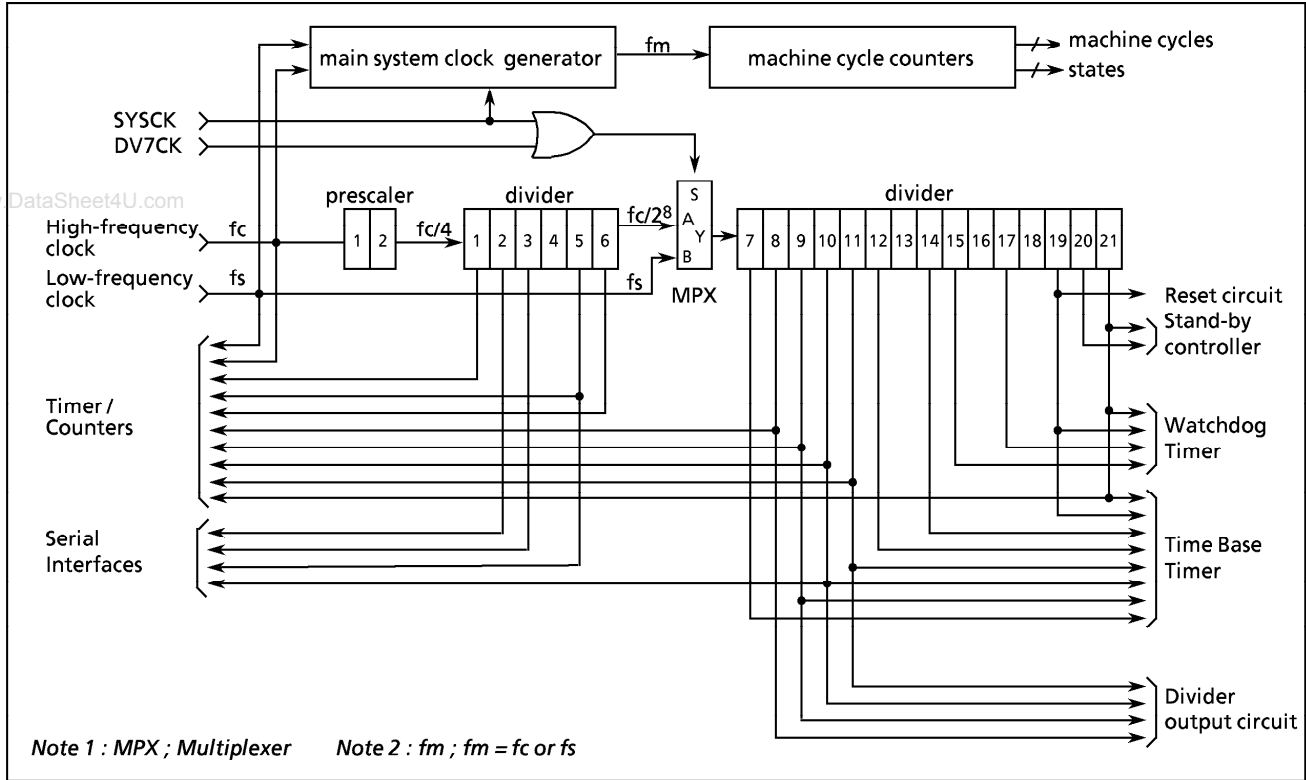 main system clock generator
fm
machine cycle counters
machine cycles
states
SYSCK
DV7CK
.DataSheet4U.com
prescaler
divider
divider
High-frequency
clock
fc
1 2
fc/4
1 2 3 4 5 6
fc/2⁸
S
A
Y
B
MPX
7 8 9 10 11 12 13 14 15 16 17 18 19 20 21
Low-frequency
clock
fs
fs
Reset circuit
Stand-by
controller
Timer /
Counters
Watchdog
Timer
Serial
Interfaces
Time Base
Timer
Divider
output circuit
Note 1 : MPX ; Multiplexer
Note 2 : fm ; fm = fc or fs